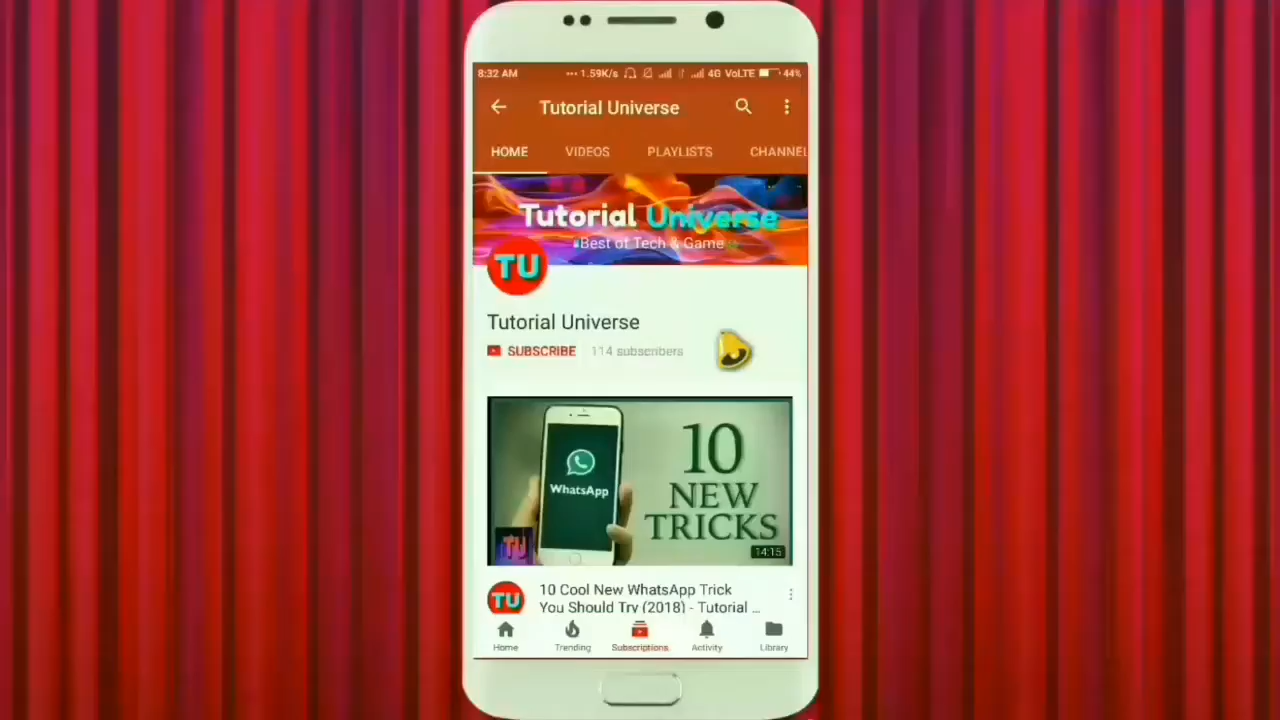 8:32 AM ... 1.59K/s 4G VoLTE 44%
Tutorial Universe
HOME VIDEOS PLAYLISTS CHANNEL
Tutorial Universe
#Best of Tech & Game
TU
Tutorial Universe
SUBSCRIBE 114 subscribers
WhatsApp
10
NEW
TRICKS
TU
14:15
TU
10 Cool New WhatsApp Trick
You Should Try (2018) - Tutorial ...
Home Trending Subscriptions Activity Library